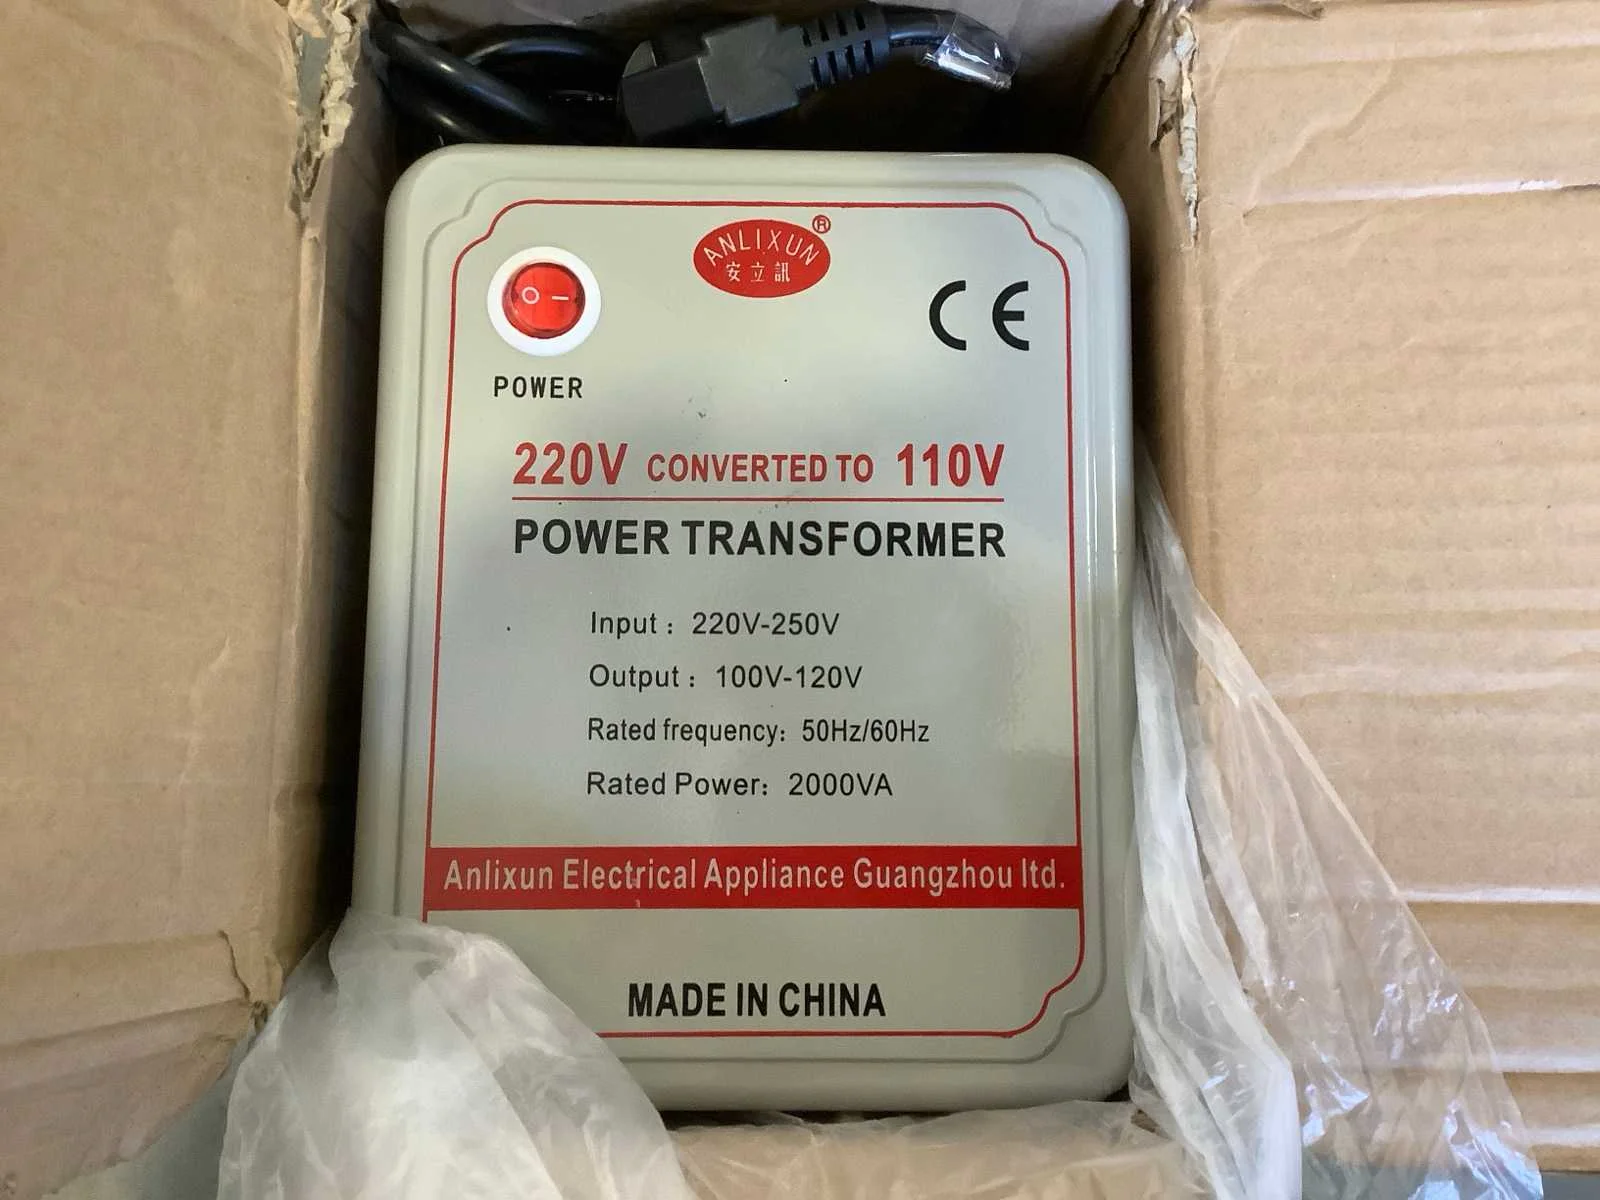 ANLIXUN®
安立訊
CE
POWER
220V CONVERTED TO 110V
POWER TRANSFORMER
Input : 220V-250V
Output : 100V-120V
Rated frequency: 50Hz/60Hz
Rated Power: 2000VA
Anlixun Electrical Appliance Guangzhou ltd.
MADE IN CHINA